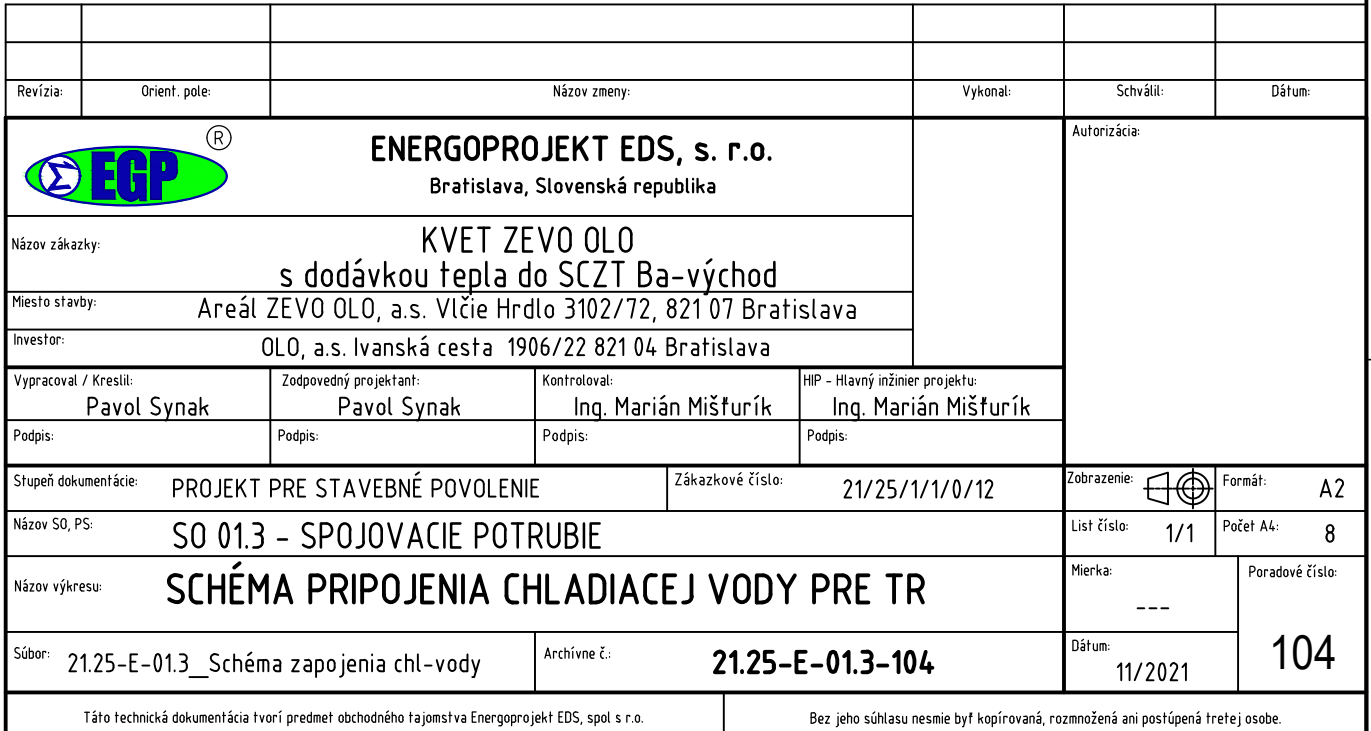 Revízia: Orient. pole: Názov zmeny: Vykonal: Schválil: Dátum:
EGP ®
ENERGOPROJEKT EDS, s. r.o.
Bratislava, Slovenská republika
Autorizácia:
Názov zákazky: KVET ZEVO OLO
s dodávkou tepla do SCZT Ba-východ
Miesto stavby: Areál ZEVO OLO, a.s. Vlčie Hrdlo 3102/72, 821 07 Bratislava
Investor: OLO, a.s. Ivanská cesta 1906/22 821 04 Bratislava
Vypracoval / Kreslil: Zodpovedný projektant: Kontroloval: HIP - Hlavný inžinier projektu:
Pavol Synak Pavol Synak Ing. Marián Mišťurík Ing. Marián Mišťurík
Podpis: Podpis: Podpis: Podpis:
Stupeň dokumentácie: PROJEKT PRE STAVEBNÉ POVOLENIE Zákazkové číslo: 21/25/1/1/0/12 Zobrazenie: Formát: A2
Názov SO, PS: SO 01.3 - SPOJOVACIE POTRUBIE List číslo: 1/1 Počet A4: 8
Názov výkresu: SCHÉMA PRIPOJENIA CHLADIACEJ VODY PRE TR Mierka: --- Poradové číslo:
Súbor: 21.25-E-01.3_Schéma zapojenia chl-vody Archívne č.: 21.25-E-01.3-104 Dátum: 11/2021 104
Táto technická dokumentácia tvorí predmet obchodného tajomstva Energoprojekt EDS, spol s r.o. Bez jeho súhlasu nesmie byť kopírovaná, rozmnožená ani postúpená tretej osobe.